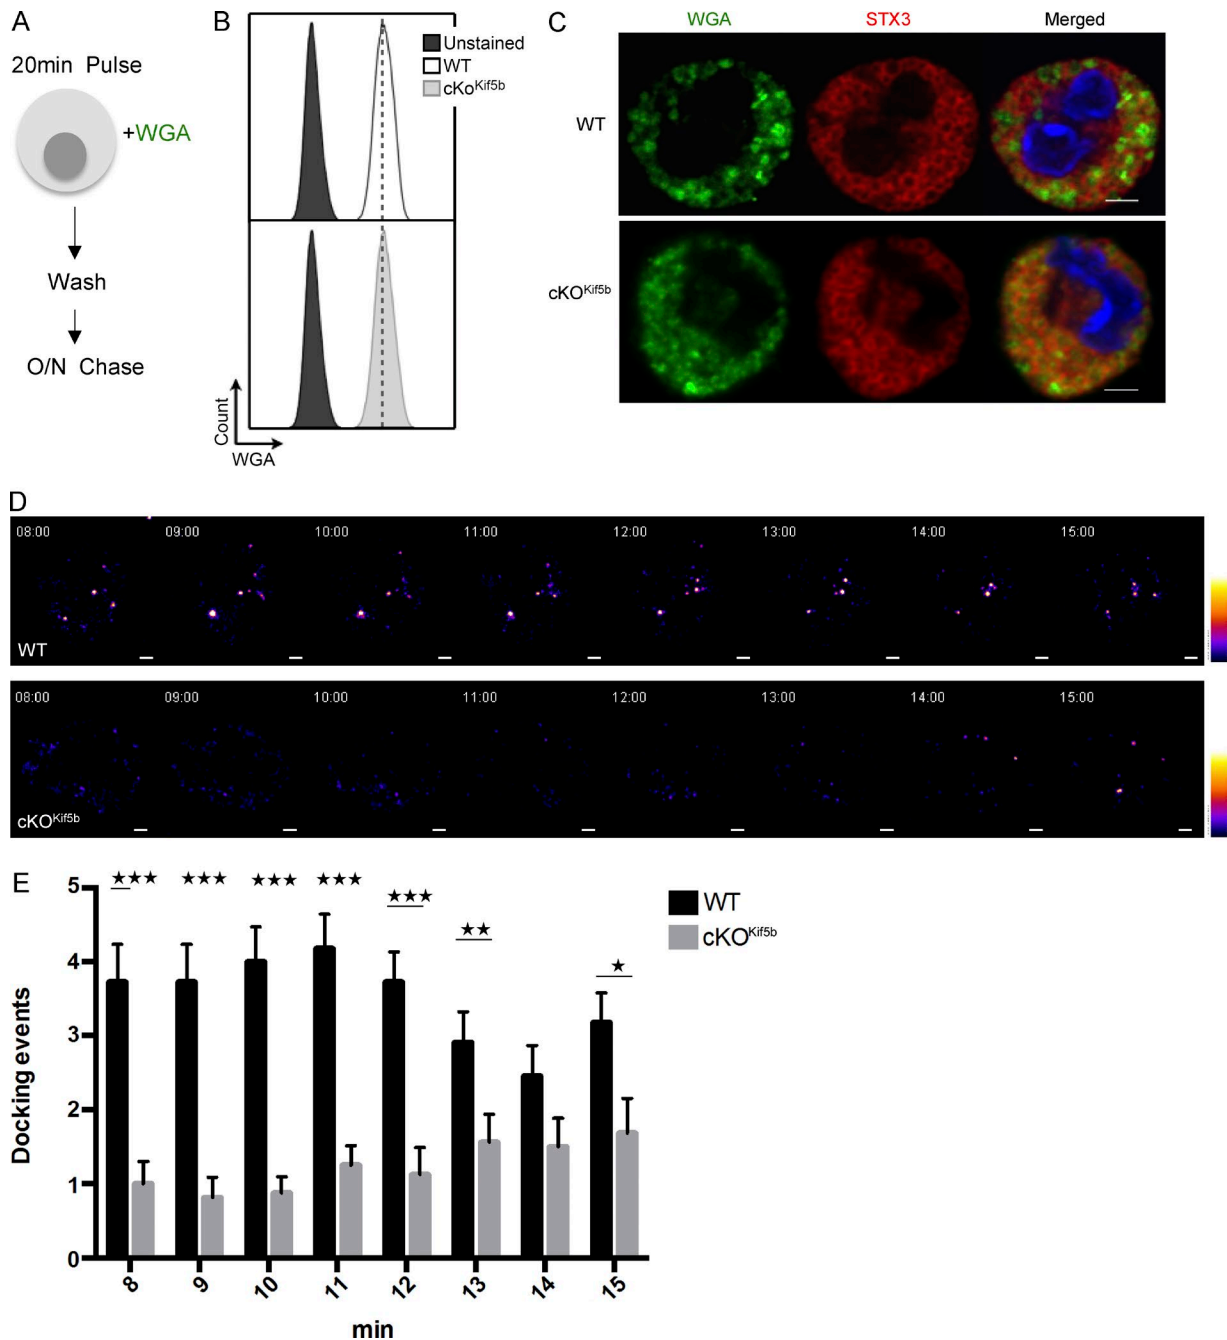 A
20min Pulse
+WGA
Wash
O/N Chase
B
Unstained
WT
cKo^Kif5b
Count
WGA
C
WGA STX3 Merged
WT
cKO^Kif5b
D
08:00 09:00 10:00 11:00 12:00 13:00 14:00 15:00
WT
08:00 09:00 10:00 11:00 12:00 13:00 14:00 15:00
cKO^Kif5b
E
★★★ ★★★ ★★★ ★★★ ★★★ ★★ ★
WT
cKO^Kif5b
Docking events
5
4
3
2
1
0
8 9 10 11 12 13 14 15
min